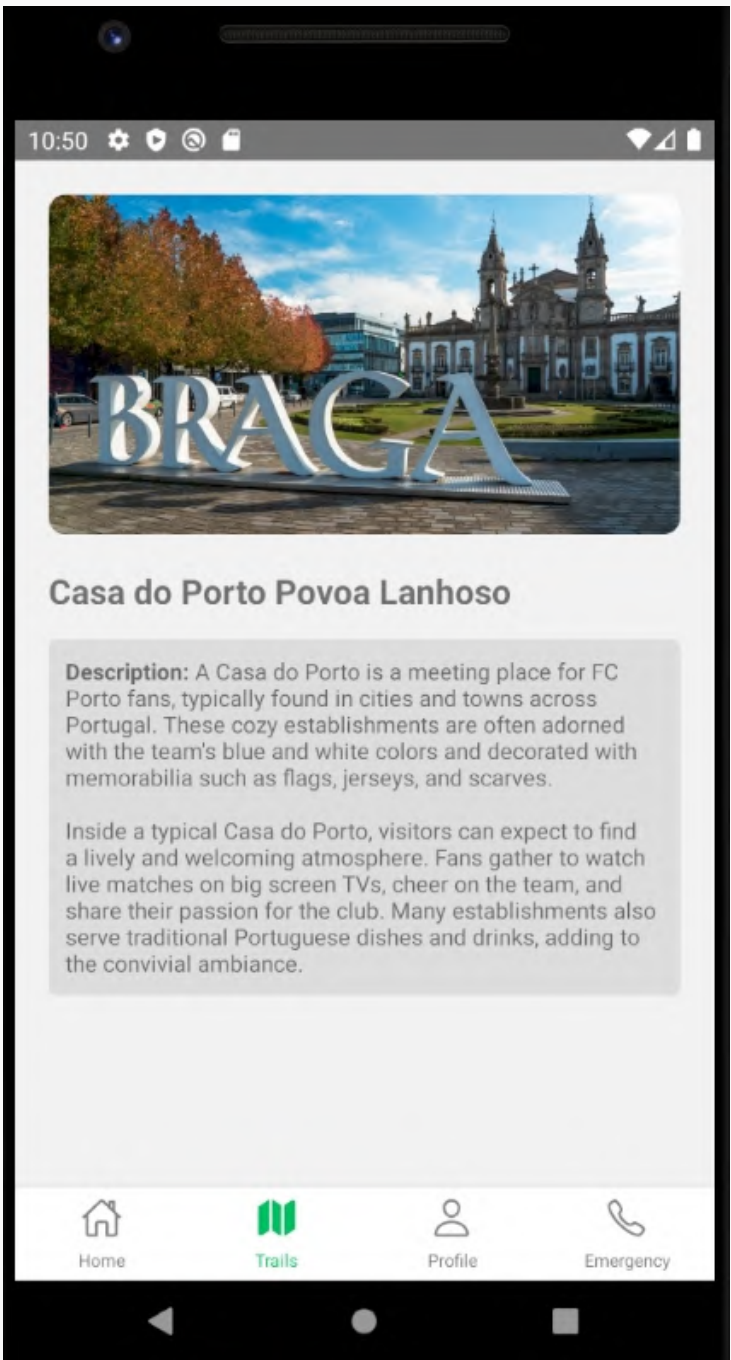 10:50
BRAGA
Casa do Porto Povoa Lanhoso
Description: A Casa do Porto is a meeting place for FC
Porto fans, typically found in cities and towns across
Portugal. These cozy establishments are often adorned
with the team's blue and white colors and decorated with
memorabilia such as flags, jerseys, and scarves.
Inside a typical Casa do Porto, visitors can expect to find
a lively and welcoming atmosphere. Fans gather to watch
live matches on big screen TVs, cheer on the team, and
share their passion for the club. Many establishments also
serve traditional Portuguese dishes and drinks, adding to
the convivial ambiance.
Home
Trails
Profile
Emergency